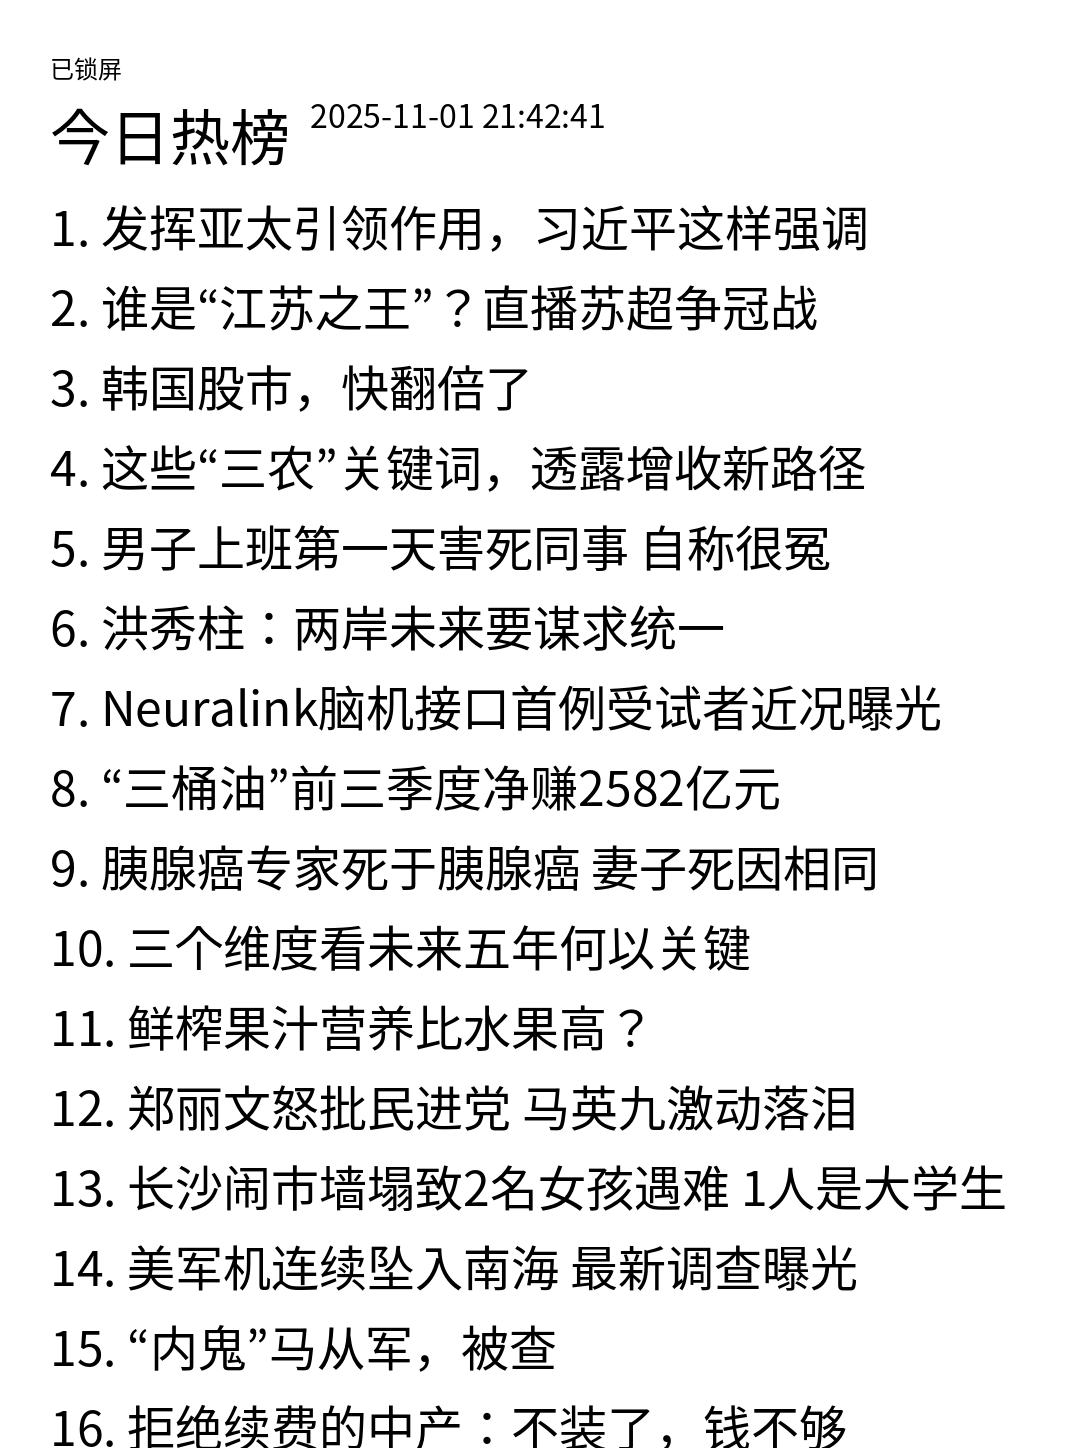 已锁屏
今日热榜 2025-11-01 21:42:41
1. 发挥亚太引领作用，习近平这样强调
2. 谁是“江苏之王”？直播苏超争冠战
3. 韩国股市，快翻倍了
4. 这些“三农”关键词，透露增收新路径
5. 男子上班第一天害死同事 自称很冤
6. 洪秀柱：两岸未来要谋求统一
7. Neuralink脑机接口首例受试者近况曝光
8. “三桶油”前三季度净赚2582亿元
9. 胰腺癌专家死于胰腺癌 妻子死因相同
10. 三个维度看未来五年何以关键
11. 鲜榨果汁营养比水果高？
12. 郑丽文怒批民进党 马英九激动落泪
13. 长沙闹市墙塌致2名女孩遇难 1人是大学生
14. 美军机连续坠入南海 最新调查曝光
15. “内鬼”马从军，被查
16. 拒绝续费的中产：不装了，钱不够